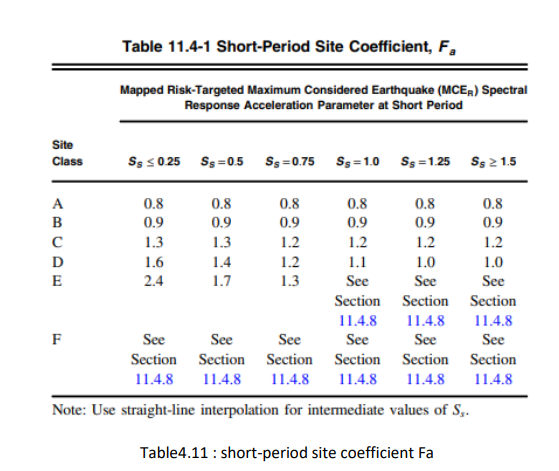 Table 11.4-1 Short-Period Site Coefficient, Fa
Mapped Risk-Targeted Maximum Considered Earthquake (MCER) Spectral
Response Acceleration Parameter at Short Period
Site
Class SS ≤ 0.25 SS = 0.5 SS = 0.75 SS = 1.0 SS = 1.25 SS ≥ 1.5
A 0.8 0.8 0.8 0.8 0.8 0.8
B 0.9 0.9 0.9 0.9 0.9 0.9
C 1.3 1.3 1.2 1.2 1.2 1.2
D 1.6 1.4 1.2 1.1 1.0 1.0
E 2.4 1.7 1.3 See See See
Section Section Section
11.4.8 11.4.8 11.4.8
F See See See See See See
Section Section Section Section Section Section
11.4.8 11.4.8 11.4.8 11.4.8 11.4.8 11.4.8
Note: Use straight-line interpolation for intermediate values of Ss.
Table4.11 : short-period site coefficient Fa